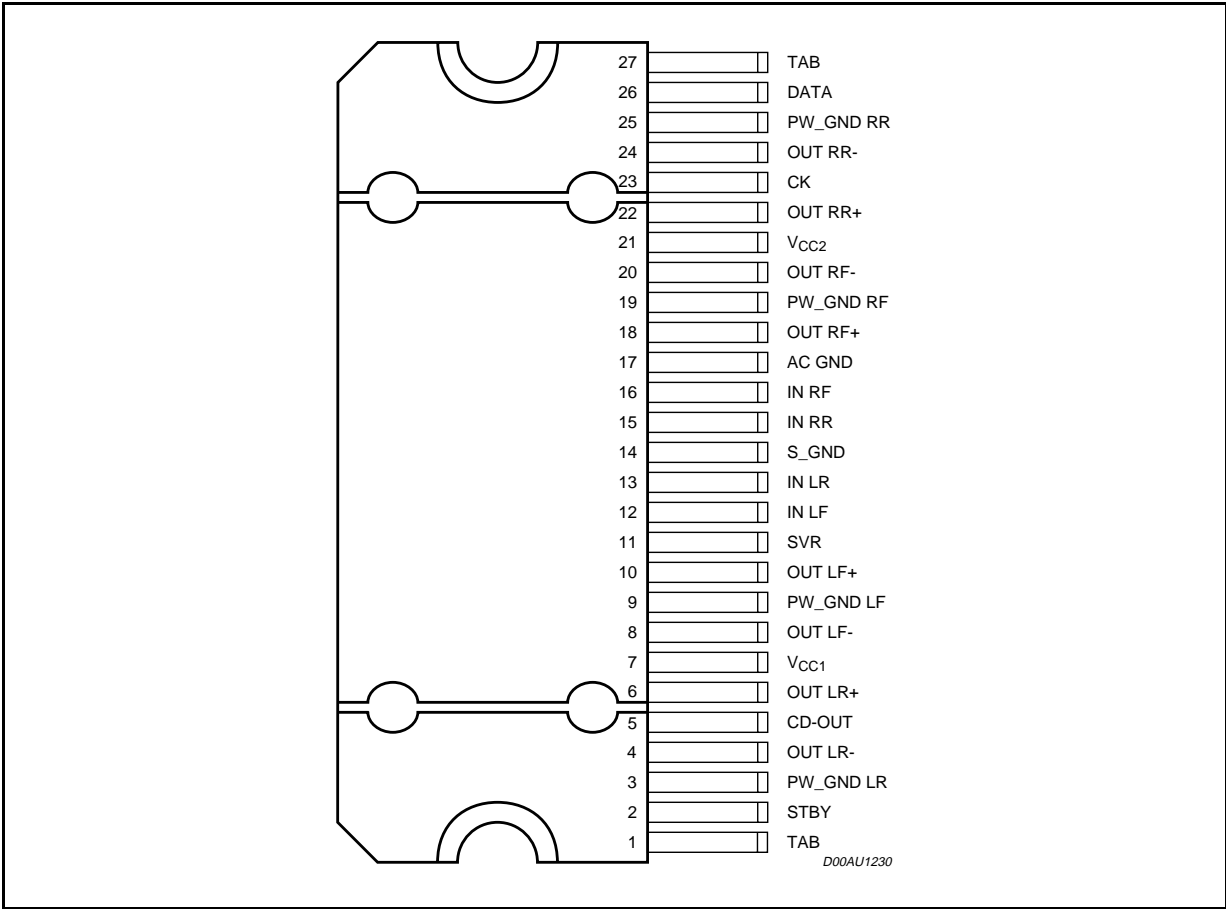 27 TAB
26 DATA
25 PW_GND RR
24 OUT RR-
23 CK
22 OUT RR+
21 VCC2
20 OUT RF-
19 PW_GND RF
18 OUT RF+
17 AC GND
16 IN RF
15 IN RR
14 S_GND
13 IN LR
12 IN LF
11 SVR
10 OUT LF+
9 PW_GND LF
8 OUT LF-
7 VCC1
6 OUT LR+
5 CD-OUT
4 OUT LR-
3 PW_GND LR
2 STBY
1 TAB
D00AU1230